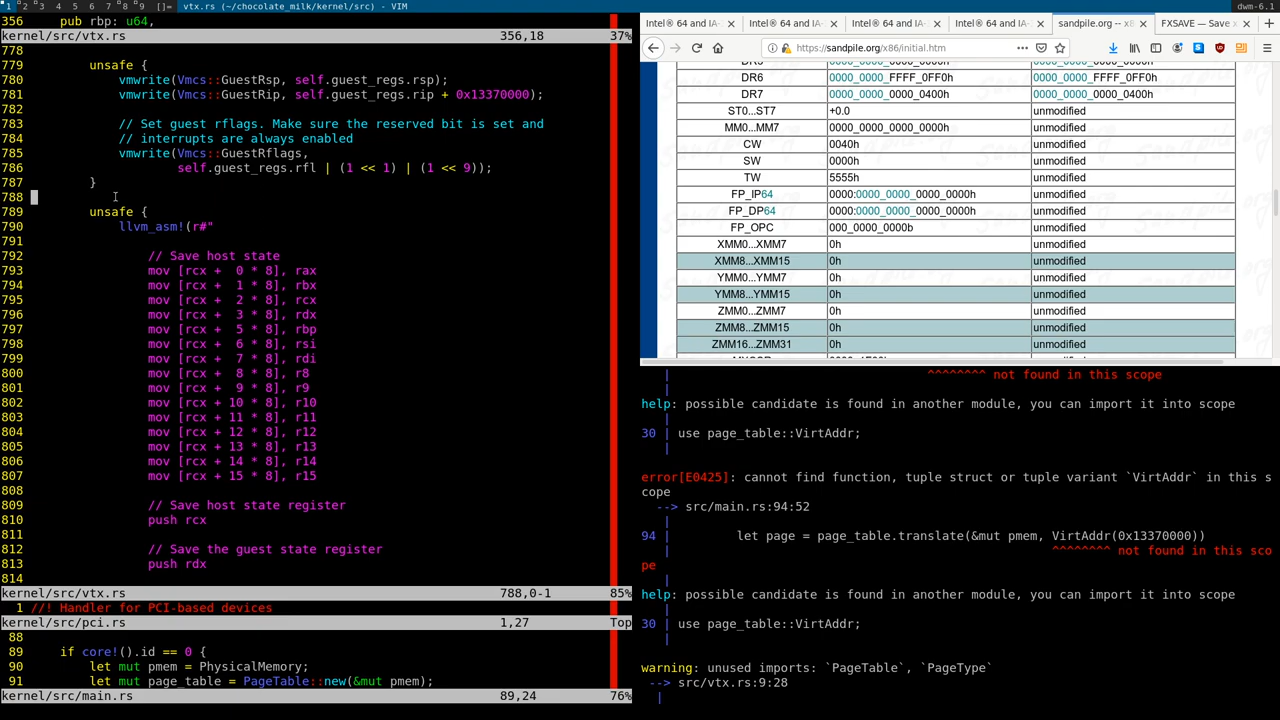 1 2 3 4 5 6 7 8 9 []= vtx.rs (~/chocolate_milk/kernel/src) - VIM dwm-6.1
356     pub rbp: u64,
kernel/src/vtx.rs 356,18 37%
778
779         unsafe {
780             vmwrite(Vmcs::GuestRsp, self.guest_regs.rsp);
781             vmwrite(Vmcs::GuestRip, self.guest_regs.rip + 0x13370000);
782
783             // Set guest rflags. Make sure the reserved bit is set and
784             // interrupts are always enabled
785             vmwrite(Vmcs::GuestRflags,
786                     self.guest_regs.rfl | (1 << 1) | (1 << 9));
787         }
788
789         unsafe {
790             llvm_asm!(r#"
791
792                 // Save host state
793                 mov [rcx +  0 * 8], rax
794                 mov [rcx +  1 * 8], rbx
795                 mov [rcx +  2 * 8], rcx
796                 mov [rcx +  3 * 8], rdx
797                 mov [rcx +  5 * 8], rbp
798                 mov [rcx +  6 * 8], rsi
799                 mov [rcx +  7 * 8], rdi
800                 mov [rcx +  8 * 8], r8
801                 mov [rcx +  9 * 8], r9
802                 mov [rcx + 10 * 8], r10
803                 mov [rcx + 11 * 8], r11
804                 mov [rcx + 12 * 8], r12
805                 mov [rcx + 13 * 8], r13
806                 mov [rcx + 14 * 8], r14
807                 mov [rcx + 15 * 8], r15
808
809                 // Save host state register
810                 push rcx
811
812                 // Save the guest state register
813                 push rdx
814
kernel/src/vtx.rs 788,0-1 85%
1 //! Handler for PCI-based devices
kernel/src/pci.rs 1,27 Top
88
89     if core!().id == 0 {
90         let mut pmem = PhysicalMemory;
91         let mut page_table = PageTable::new(&mut pmem);
kernel/src/main.rs 89,24 76%
Intel® 64 and IA- Intel® 64 and IA- Intel® 64 and IA- Intel® 64 and IA- sandpile.org -- x8 FXSAVE — Save x
https://sandpile.org/x86/initial.htm
DR6 0000_0000_FFFF_0FF0h 0000_0000_FFFF_0FF0h
DR7 0000_0000_0000_0400h 0000_0000_0000_0400h
ST0...ST7 +0.0 unmodified
MM0...MM7 0000_0000_0000_0000h unmodified
CW 0040h unmodified
SW 0000h unmodified
TW 5555h unmodified
FP_IP64 0000:0000_0000_0000_0000h unmodified
FP_DP64 0000:0000_0000_0000_0000h unmodified
FP_OPC 000_0000_0000b unmodified
XMM0...XMM7 0h unmodified
XMM8...XMM15 0h unmodified
YMM0...YMM7 0h unmodified
YMM8...YMM15 0h unmodified
ZMM0...ZMM7 0h unmodified
ZMM8...ZMM15 0h unmodified
ZMM16...ZMM31 0h unmodified
| ^^^^^^^^ not found in this scope
|
help: possible candidate is found in another module, you can import it into scope
|
30 | use page_table::VirtAddr;
|
error[E0425]: cannot find function, tuple struct or tuple variant `VirtAddr` in this s
cope
--> src/main.rs:94:52
|
94 |         let page = page_table.translate(&mut pmem, VirtAddr(0x13370000))
| ^^^^^^^^ not found in this sco
pe
|
help: possible candidate is found in another module, you can import it into scope
|
30 | use page_table::VirtAddr;
|
warning: unused imports: `PageTable`, `PageType`
--> src/vtx.rs:9:28
|